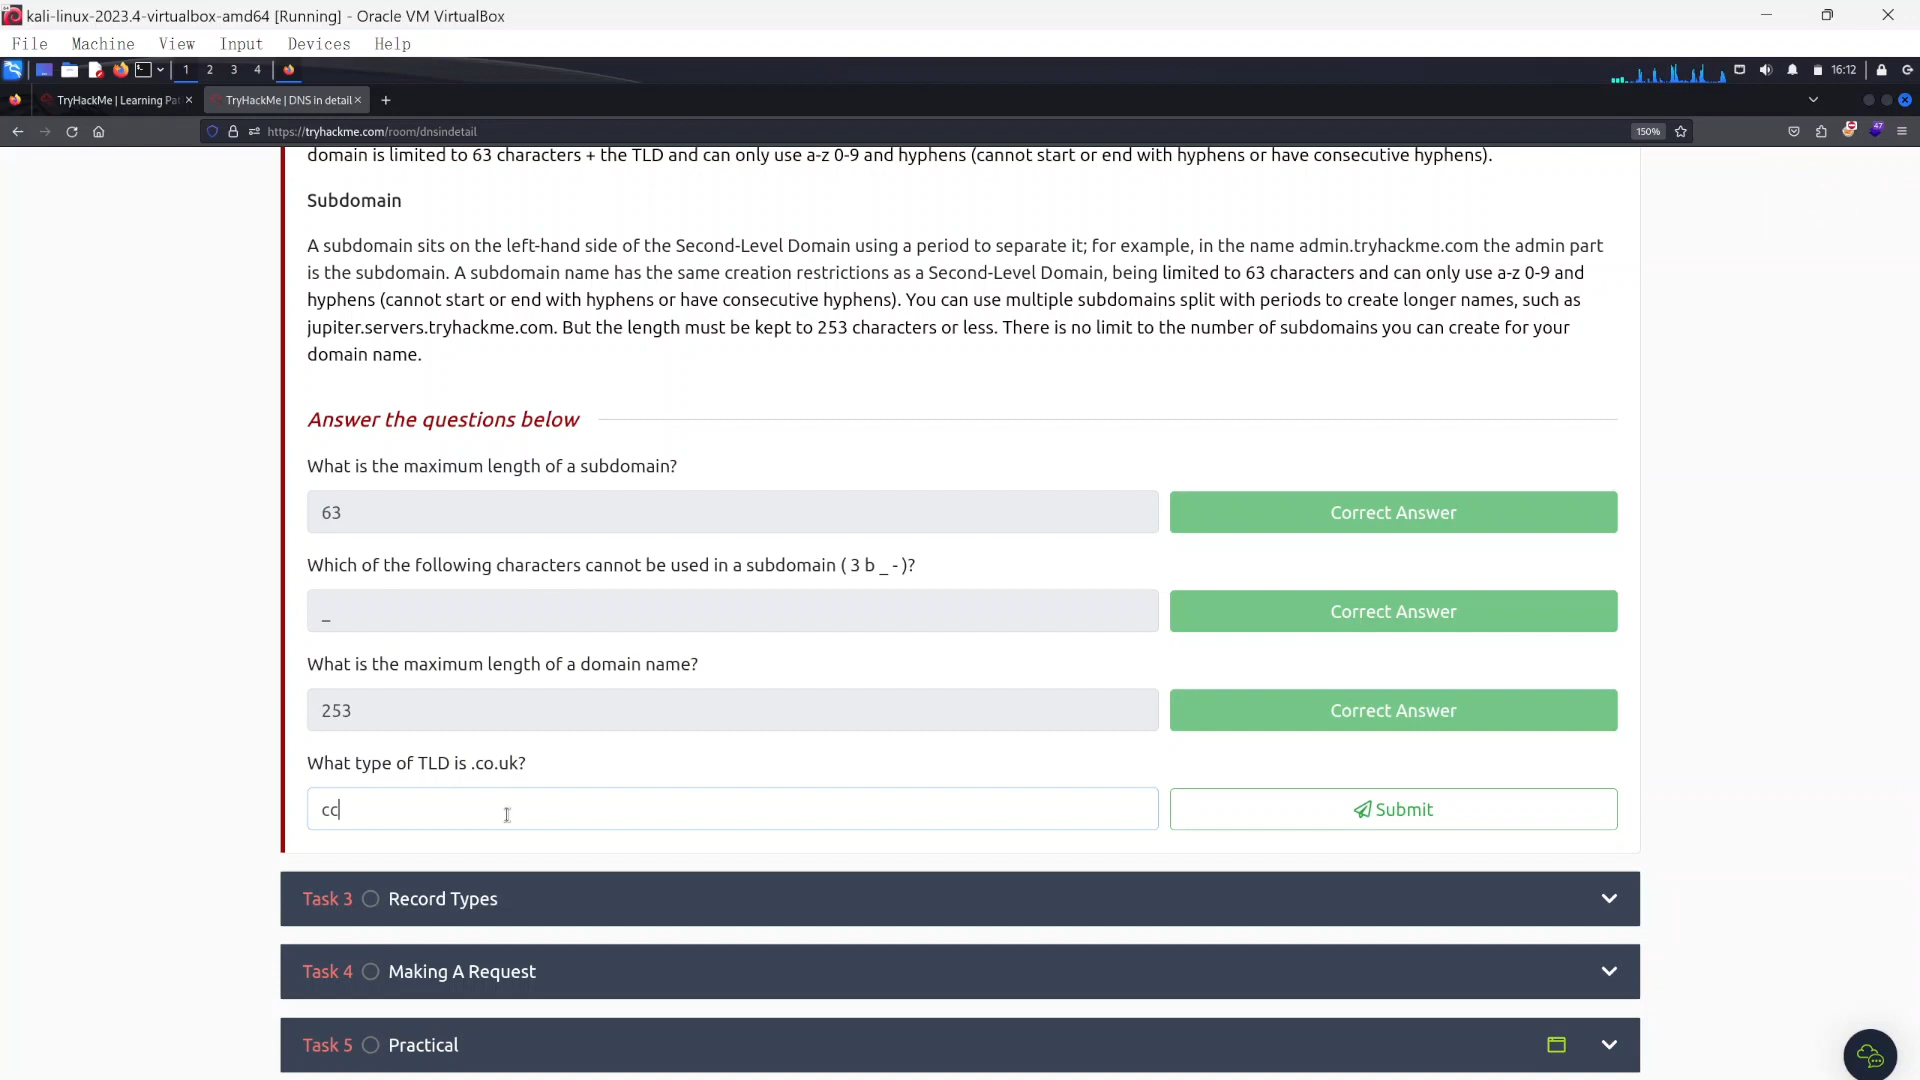 kali-linux-2023.4-virtualbox-amd64 [Running] - Oracle VM VirtualBox
File Machine View Input Devices Help
1 2 3 4 16:12
TryHackMe | Learning Pat TryHackMe | DNS in detail
https://tryhackme.com/room/dnsindetail 150% 47
domain is limited to 63 characters + the TLD and can only use a-z 0-9 and hyphens (cannot start or end with hyphens or have consecutive hyphens).
Subdomain
A subdomain sits on the left-hand side of the Second-Level Domain using a period to separate it; for example, in the name admin.tryhackme.com the admin part
is the subdomain. A subdomain name has the same creation restrictions as a Second-Level Domain, being limited to 63 characters and can only use a-z 0-9 and
hyphens (cannot start or end with hyphens or have consecutive hyphens). You can use multiple subdomains split with periods to create longer names, such as
jupiter.servers.tryhackme.com. But the length must be kept to 253 characters or less. There is no limit to the number of subdomains you can create for your
domain name.
Answer the questions below
What is the maximum length of a subdomain?
63 Correct Answer
Which of the following characters cannot be used in a subdomain ( 3 b _ - )?
_ Correct Answer
What is the maximum length of a domain name?
253 Correct Answer
What type of TLD is .co.uk?
cc Submit
Task 3 Record Types
Task 4 Making A Request
Task 5 Practical